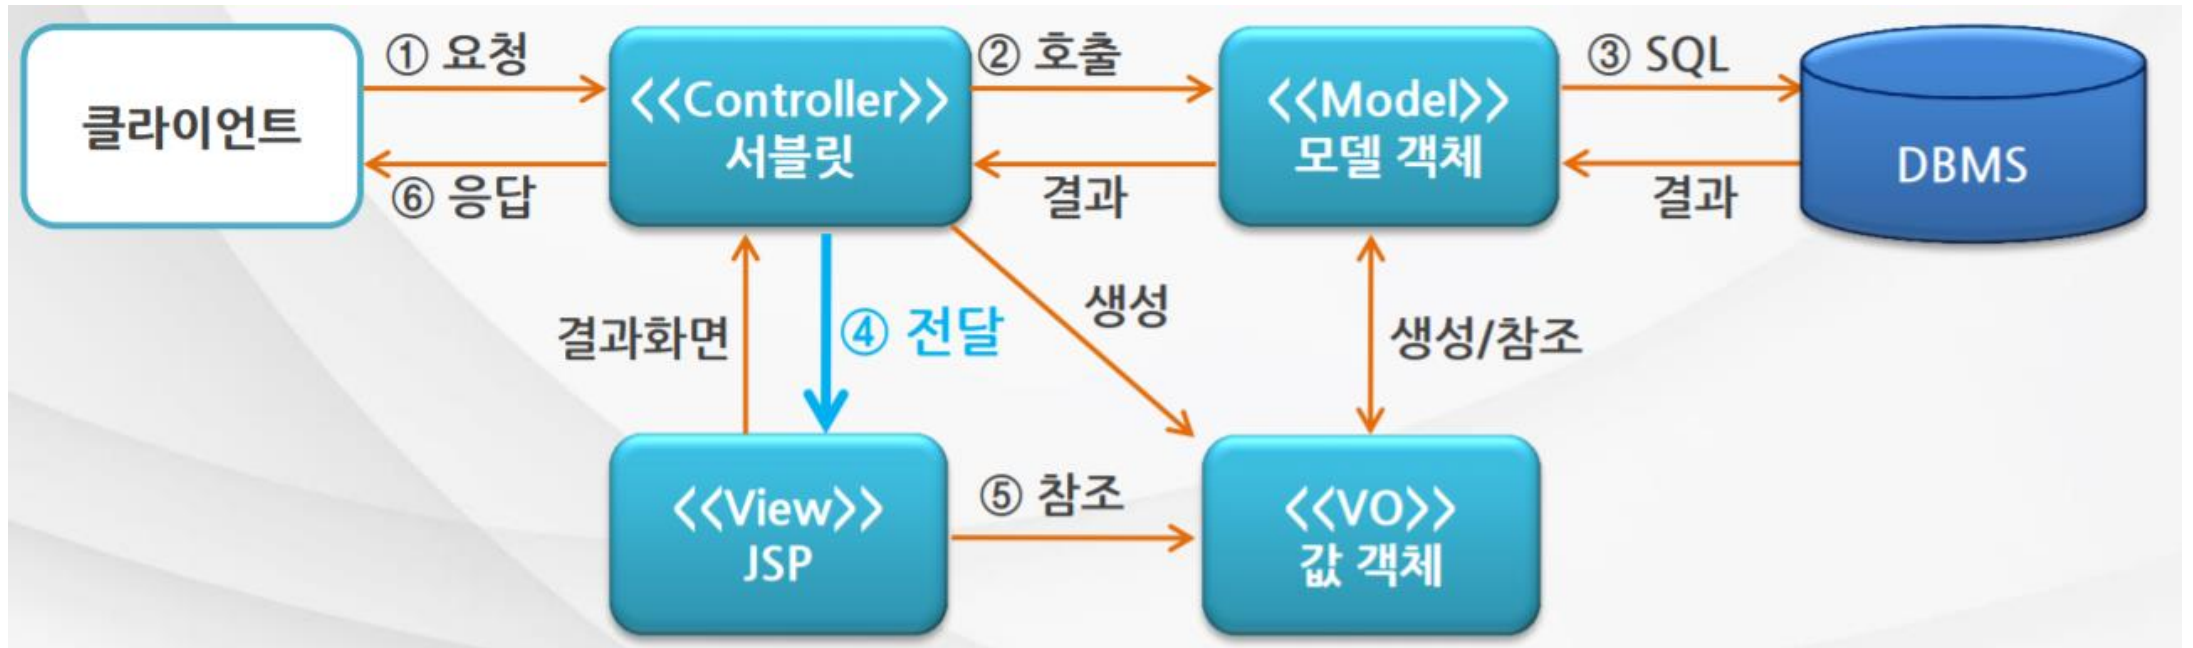 ① 요청
② 호출
③ SQL
클라이언트
<<Controller>>
서블릿
<<Model>>
모델 객체
DBMS
⑥ 응답
결과
결과
결과화면
④ 전달
생성
생성/참조
<<View>>
JSP
⑤ 참조
<<VO>>
값 객체